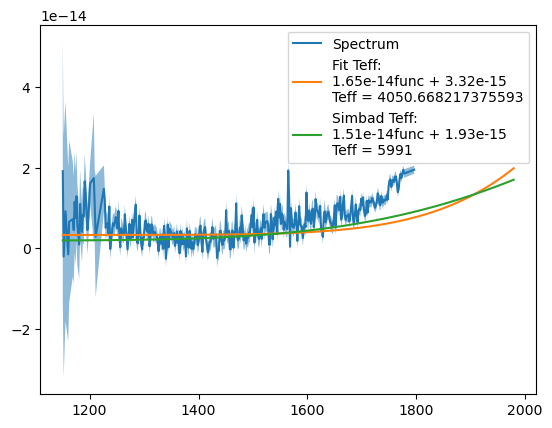 1e−14
Spectrum
Fit Teff:
1.65e-14func + 3.32e-15
Teff = 4050.668217375593
Simbad Teff:
1.51e-14func + 1.93e-15
Teff = 5991
4
2
0
−2
1200 1400 1600 1800 2000